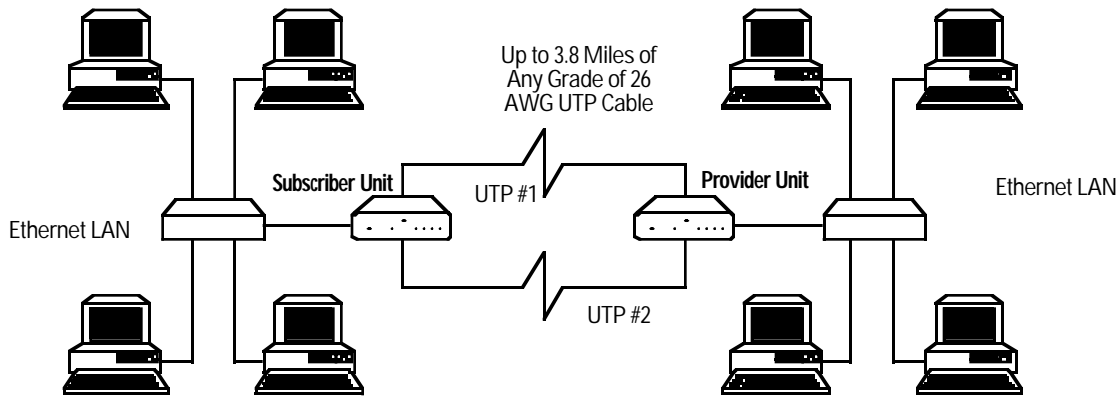 Up to 3.8 Miles of
Any Grade of 26
AWG UTP Cable
Subscriber Unit
UTP #1
Provider Unit
Ethernet LAN
Ethernet LAN
UTP #2